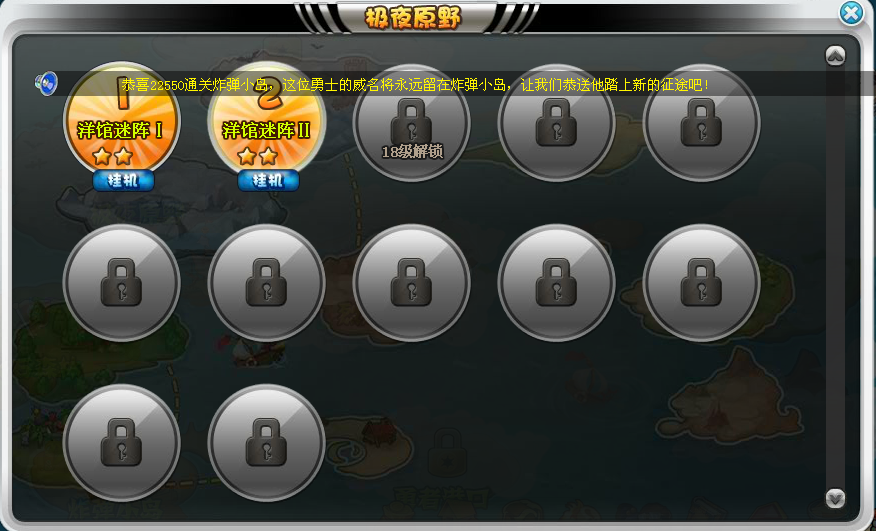 极夜原野
恭喜22550通关炸弹小岛，这位勇士的威名将永远留在炸弹小岛，让我们恭送他踏上新的征途吧！
1
2
洋馆迷阵Ⅰ
洋馆迷阵Ⅱ
18级解锁
挂机
挂机